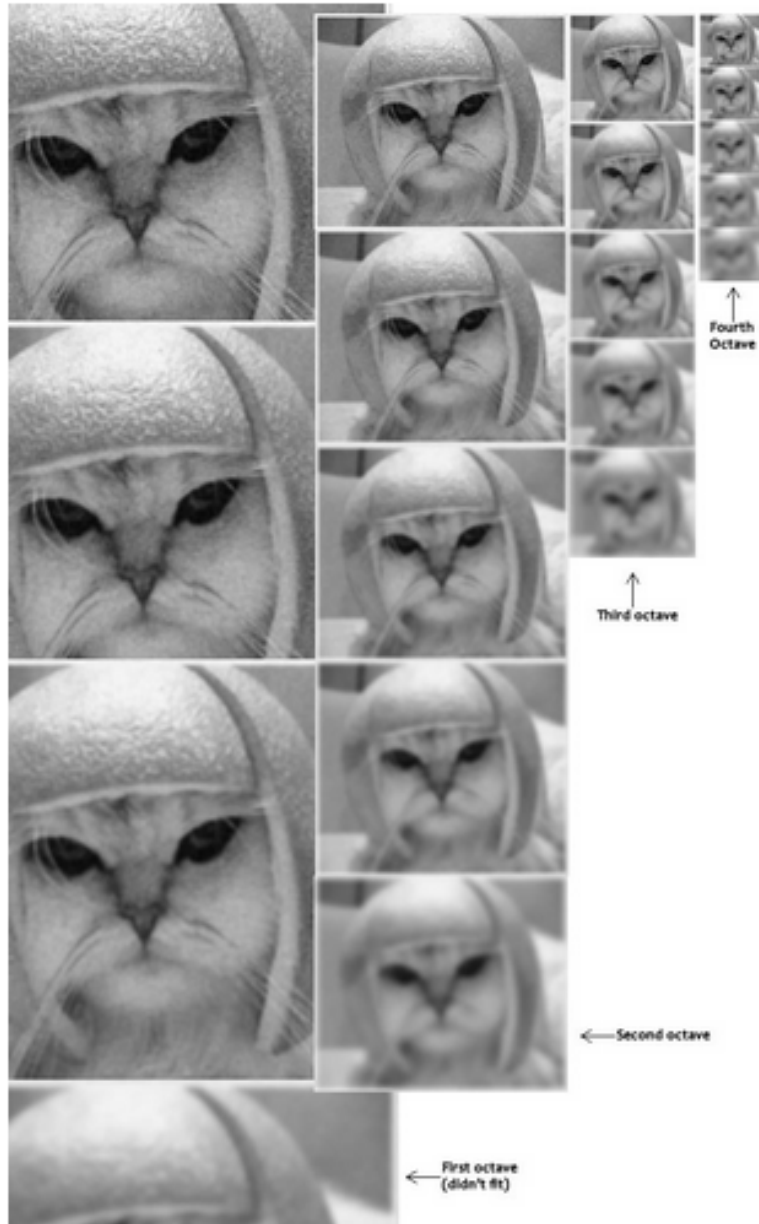 Fourth
Octave
Third octave
Second octave
First octave
(didn't fit)